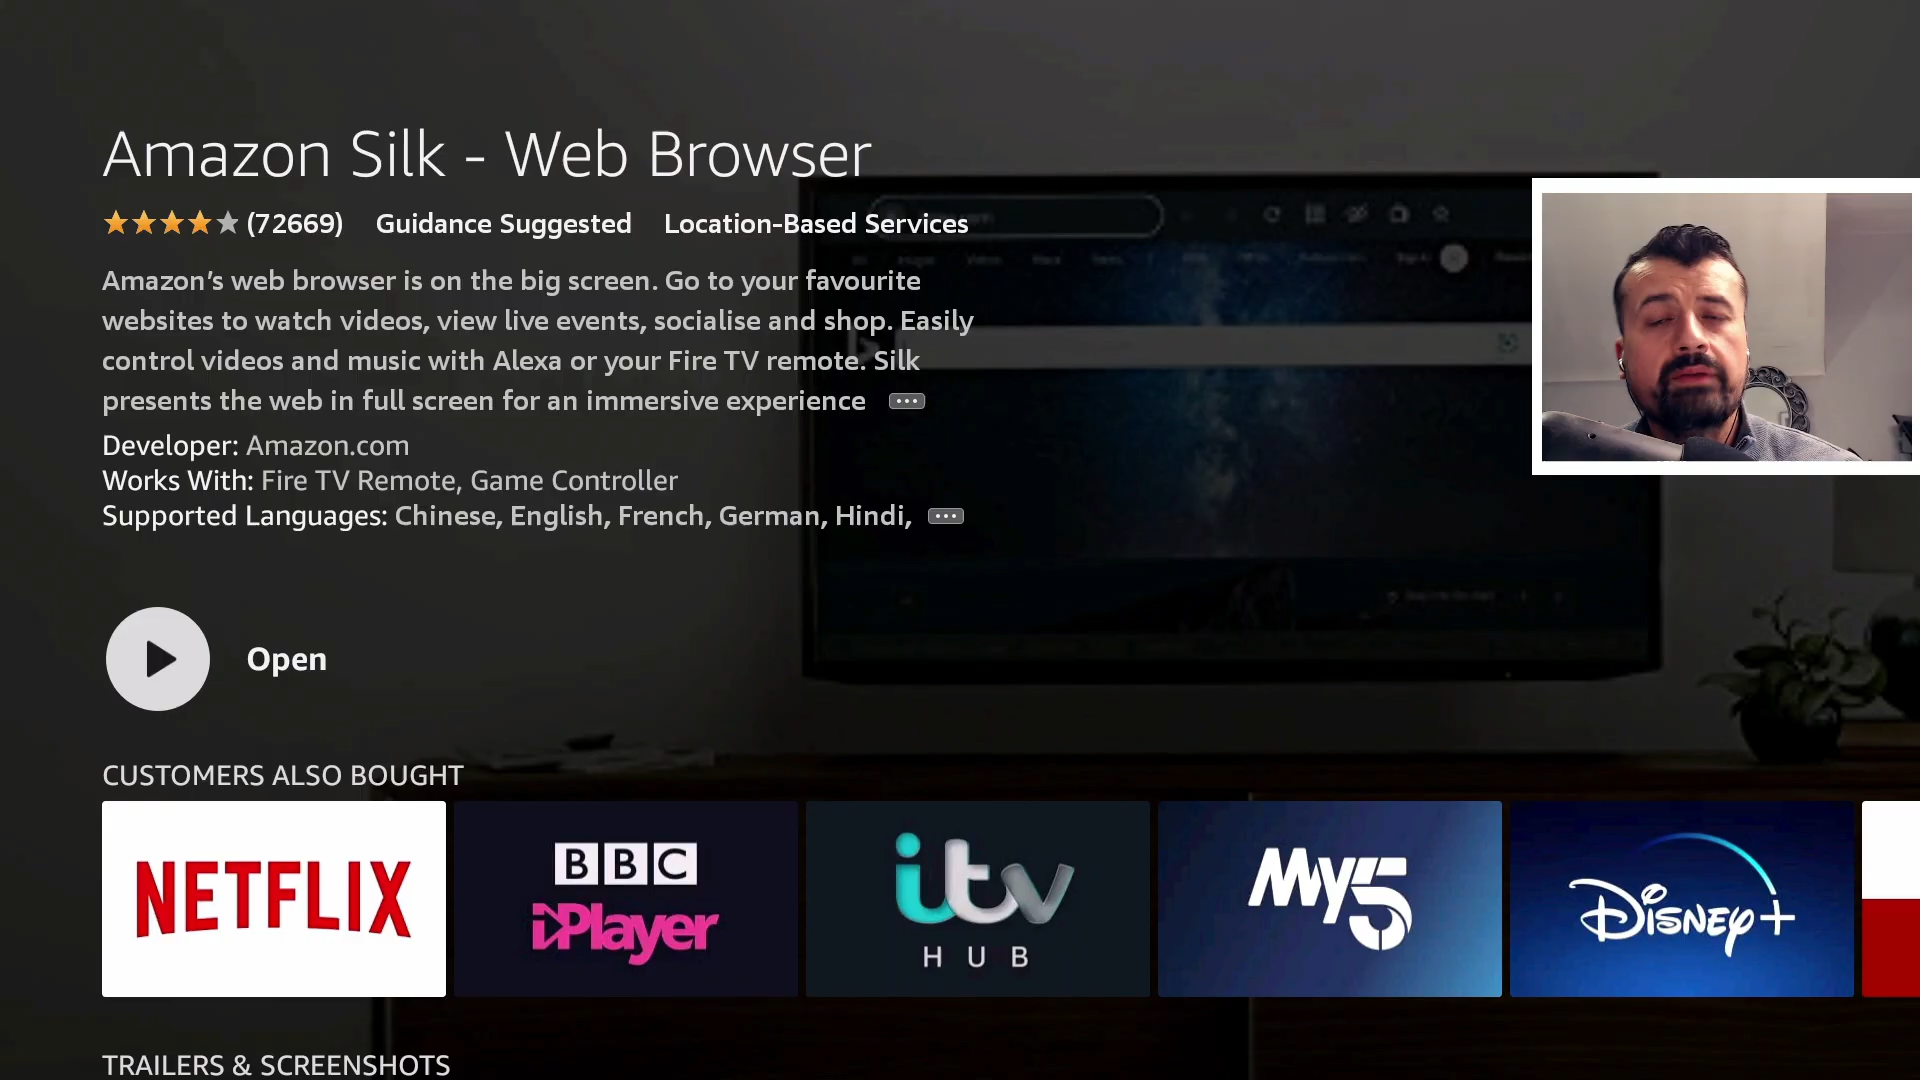 Amazon Silk - Web Browser
(72669) Guidance Suggested Location-Based Services
Amazon’s web browser is on the big screen. Go to your favourite
websites to watch videos, view live events, socialise and shop. Easily
control videos and music with Alexa or your Fire TV remote. Silk
presents the web in full screen for an immersive experience
Developer: Amazon.com
Works With: Fire TV Remote, Game Controller
Supported Languages: Chinese, English, French, German, Hindi,
Open
CUSTOMERS ALSO BOUGHT
NETFLIX
BBC
iPlayer
itv
HUB
My5
Disney+
TRAILERS & SCREENSHOTS